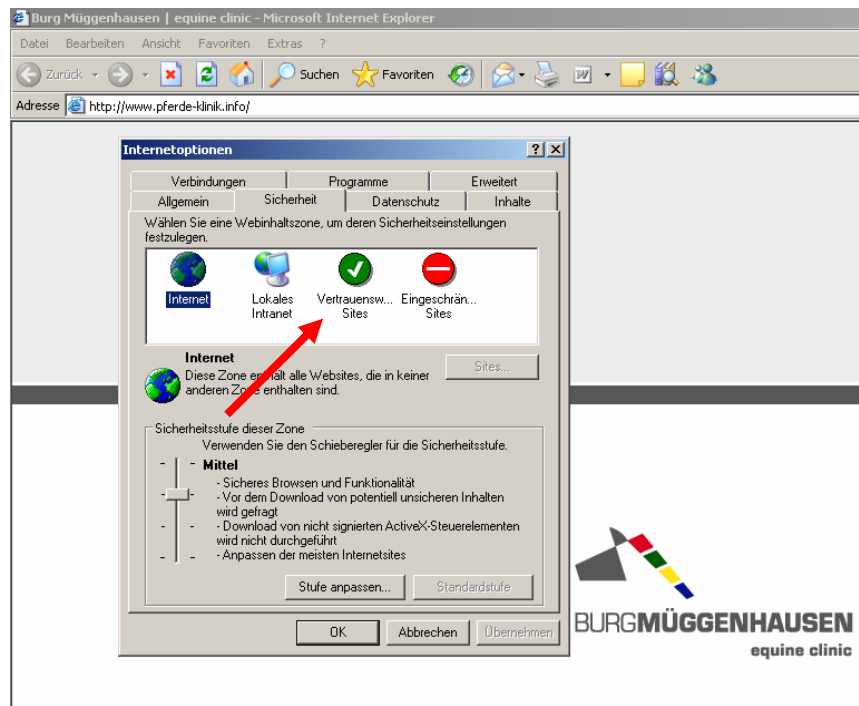 Burg Müggenhausen | equine clinic - Microsoft Internet Explorer
Datei Bearbeiten Ansicht Favoriten Extras ?
Zurück Suchen Favoriten
Adresse http://www.pferde-klinik.info/
Internetoptionen
Verbindungen Programme Erweitert
Allgemein Sicherheit Datenschutz Inhalte
Wählen Sie eine Webinhaltszone, um deren Sicherheitseinstellungen
festzulegen.
Internet Lokales Vertrauensw... Eingeschrän...
Intranet Sites Sites
Internet
Sites...
Diese Zone enthält alle Websites, die in keiner
anderen Zone enthalten sind.
Sicherheitsstufe dieser Zone
Verwenden Sie den Schieberegler für die Sicherheitsstufe.
Mittel
- Sicheres Browsen und Funktionalität
- Vor dem Download von potentiell unsicheren Inhalten
wird gefragt
- Download von nicht signierten ActiveX-Steuerelementen
wird nicht durchgeführt
- Anpassen der meisten Internetsites
Stufe anpassen... Standardstufe
OK Abbrechen Übernehmen
BURGMÜGGENHAUSEN
equine clinic